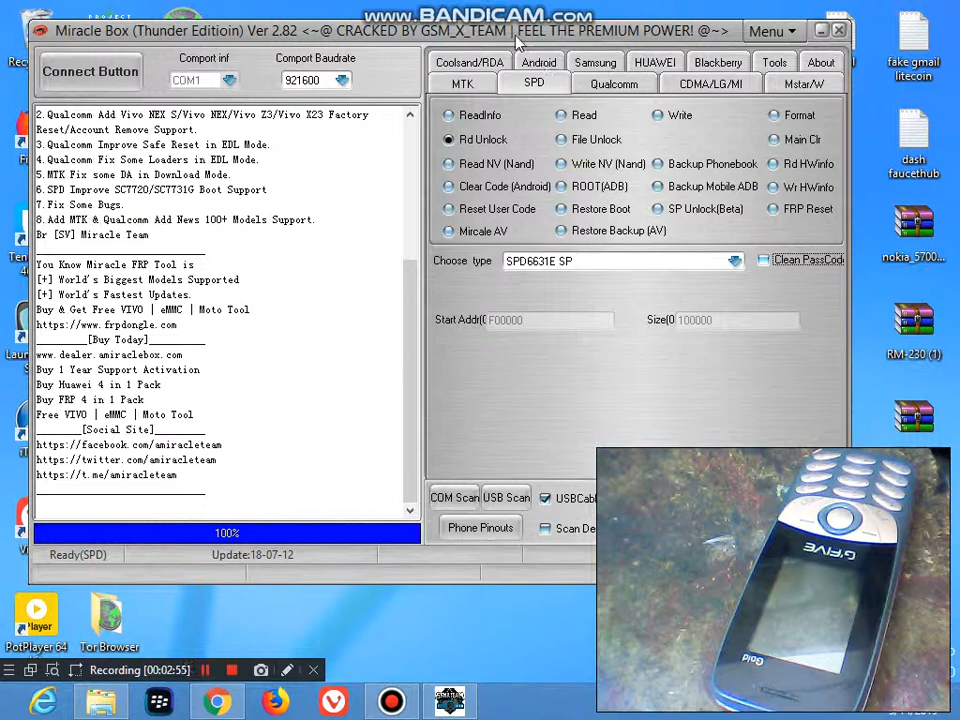 www.BANDICAM.com
Miracle Box (Thunder Edition) Ver 2.82 <~@ CRACKED BY GSM_X_TEAM | FEEL THE PREMIUM POWER! @~>
Menu
Connect Button
Comport inf
COM1
Comport Baudrate
921600
2.Qualcomm Add Vivo NEX S/Vivo NEX/Vivo Z3/Vivo X23 Factory
Reset/Account Remove Support.
3.Qualcomm Improve Safe Reset in EDL Mode.
4.Qualcomm Fix Some Loaders in EDL Mode.
5.MTK Fix some DA in Download Mode.
6.SPD Improve SC7720/SC7731G Boot Support
7.Fix Some Bugs.
8.Add MTK & Qualcomm Add News 100+ Models Support.
Br [SV] Miracle Team
You Know Miracle FRP Tool is
[+] World's Biggest Models Supported
[+] World's Fastest Updates.
Buy & Get Free VIVO | eMMC | Moto Tool
https://www.frpdongle.com
[Buy Today]
www.dealer.amiraclebox.com
Buy 1 Year Support Activation
Buy Huawei 4 in 1 Pack
Buy FRP 4 in 1 Pack
Free VIVO | eMMC | Moto Tool
[Social Site]
https://facebook.com/amiracleteam
https://twitter.com/amiracleteam
https://t.me/amiracleteam
100%
Ready(SPD)
Update:18-07-12
Coolsand/RDA Android Samsung HUAWEI Blackberry Tools About
MTK SPD Qualcomm CDMA/LG/MI Mstar/W
ReadInfo Read Write Format
Rd Unlock File Unlock Main Clr
Read NV (Nand) Write NV (Nand) Backup Phonebook Rd HWinfo
Clear Code (Android) ROOT(ADB) Backup Mobile ADB Wr HWinfo
Reset User Code Restore Boot SP Unlock(Beta) FRP Reset
Mircale AV Restore Backup (AV)
Choose type SPD6631E SP Clean PassCod
Start Addr(0 F00000 Size(0 100000
COM Scan USB Scan USBCabl
Phone Pinouts Scan De
fake gmail
litecoin
dash
faucethub
nokia_5700...
RM-230 (1)
G'FIVE
Gold
Player
PotPlayer 64
Tor Browser
Recording [00:02:55]